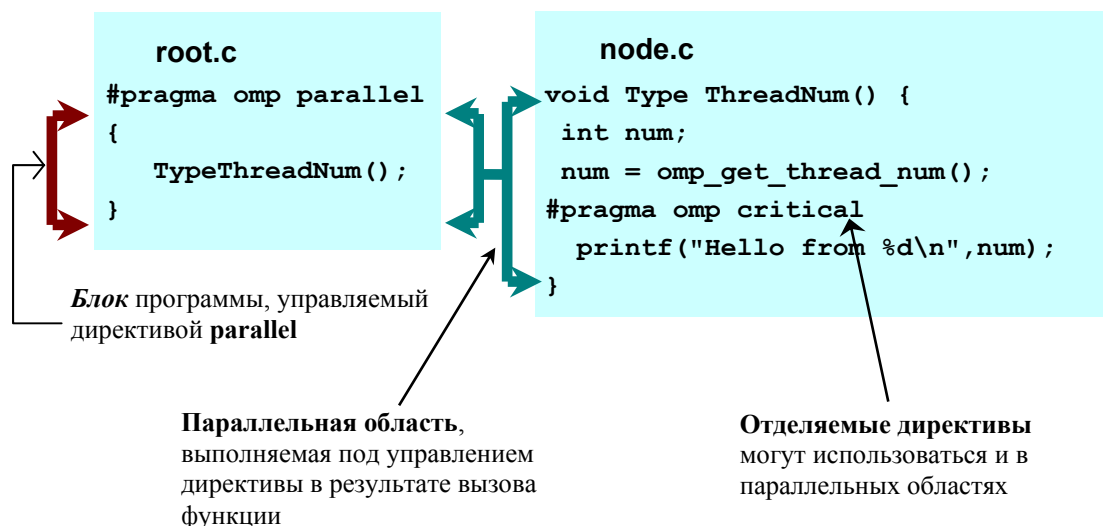 root.c
#pragma omp parallel
{
TypeThreadNum();
}
node.c
void Type ThreadNum() {
int num;
num = omp_get_thread_num();
#pragma omp critical
printf("Hello from %d\n",num);
}
Блок программы, управляемый
директивой parallel
Параллельная область,
выполняемая под управлением
директивы в результате вызова
функции
Отделяемые директивы
могут использоваться и в
параллельных областях